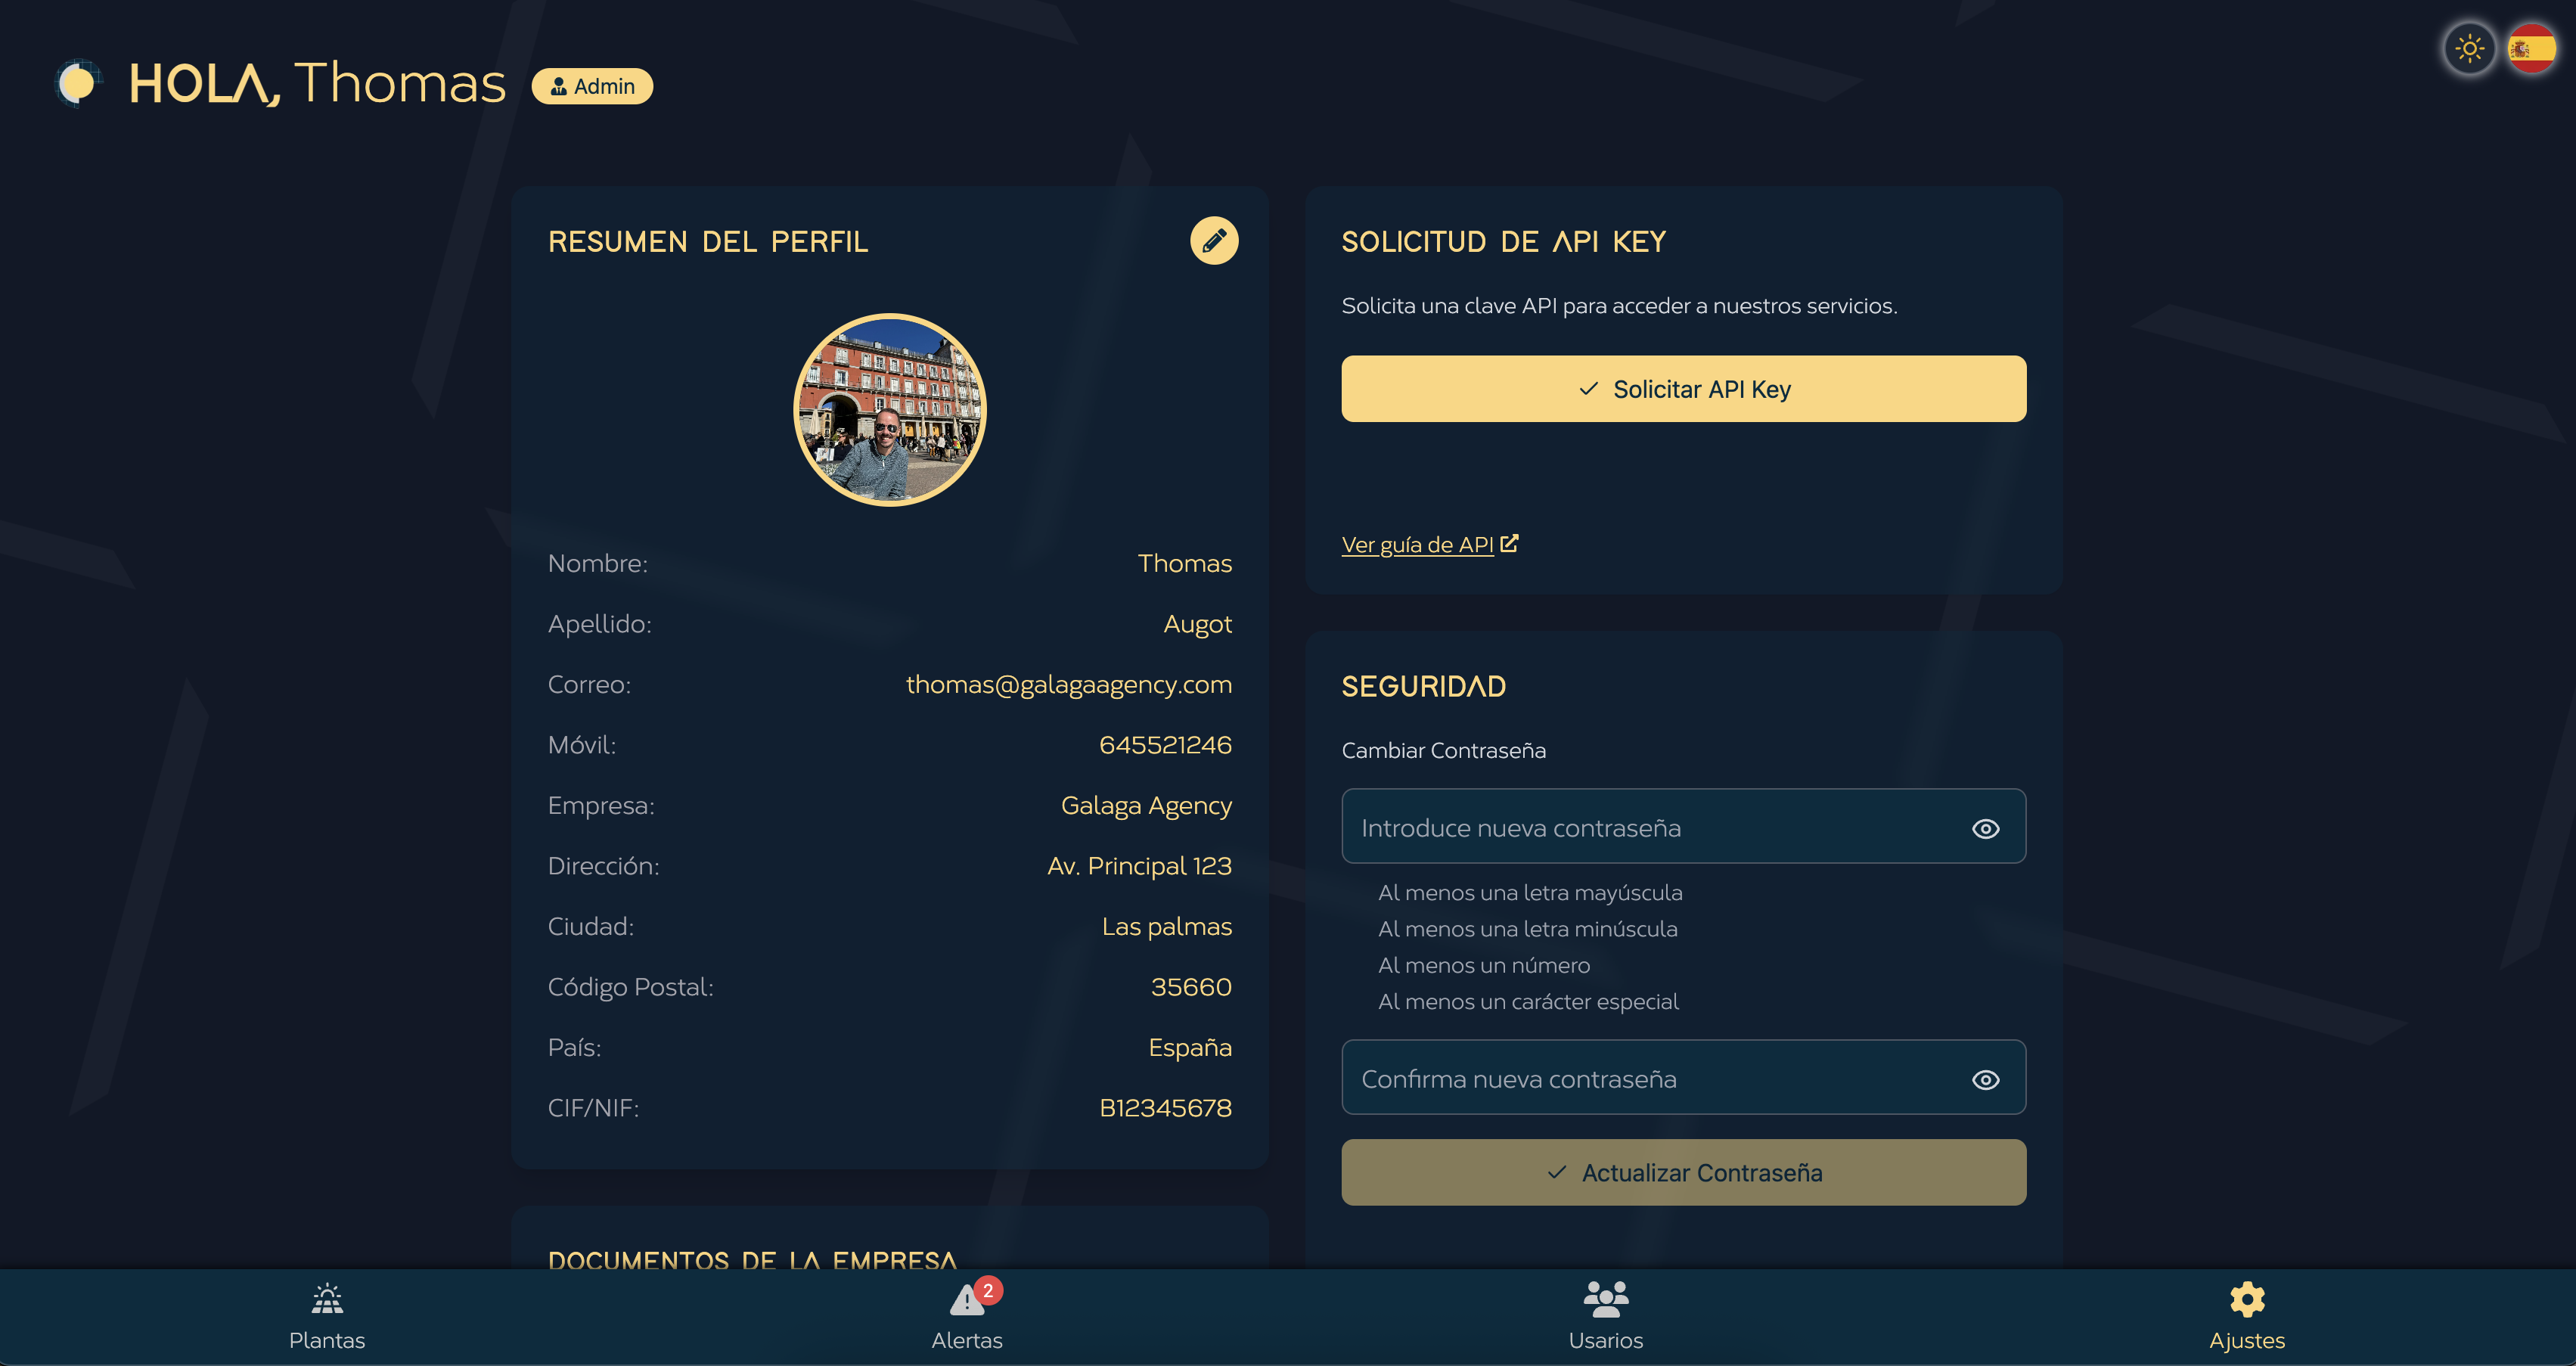 HOLA, Thomas
Admin
RESUMEN DEL PERFIL
Nombre: Thomas
Apellido: Augot
Correo: thomas@galagaagency.com
Móvil: 645521246
Empresa: Galaga Agency
Dirección: Av. Principal 123
Ciudad: Las palmas
Código Postal: 35660
País: España
CIF/NIF: B12345678
DOCUMENTOS DE LA EMPRESA
SOLICITUD DE API KEY
Solicita una clave API para acceder a nuestros servicios.
Solicitar API Key
Ver guía de API
SEGURIDAD
Cambiar Contraseña
Introduce nueva contraseña
Al menos una letra mayúscula
Al menos una letra minúscula
Al menos un número
Al menos un carácter especial
Confirma nueva contraseña
Actualizar Contraseña
Plantas
2
Alertas
Usarios
Ajustes